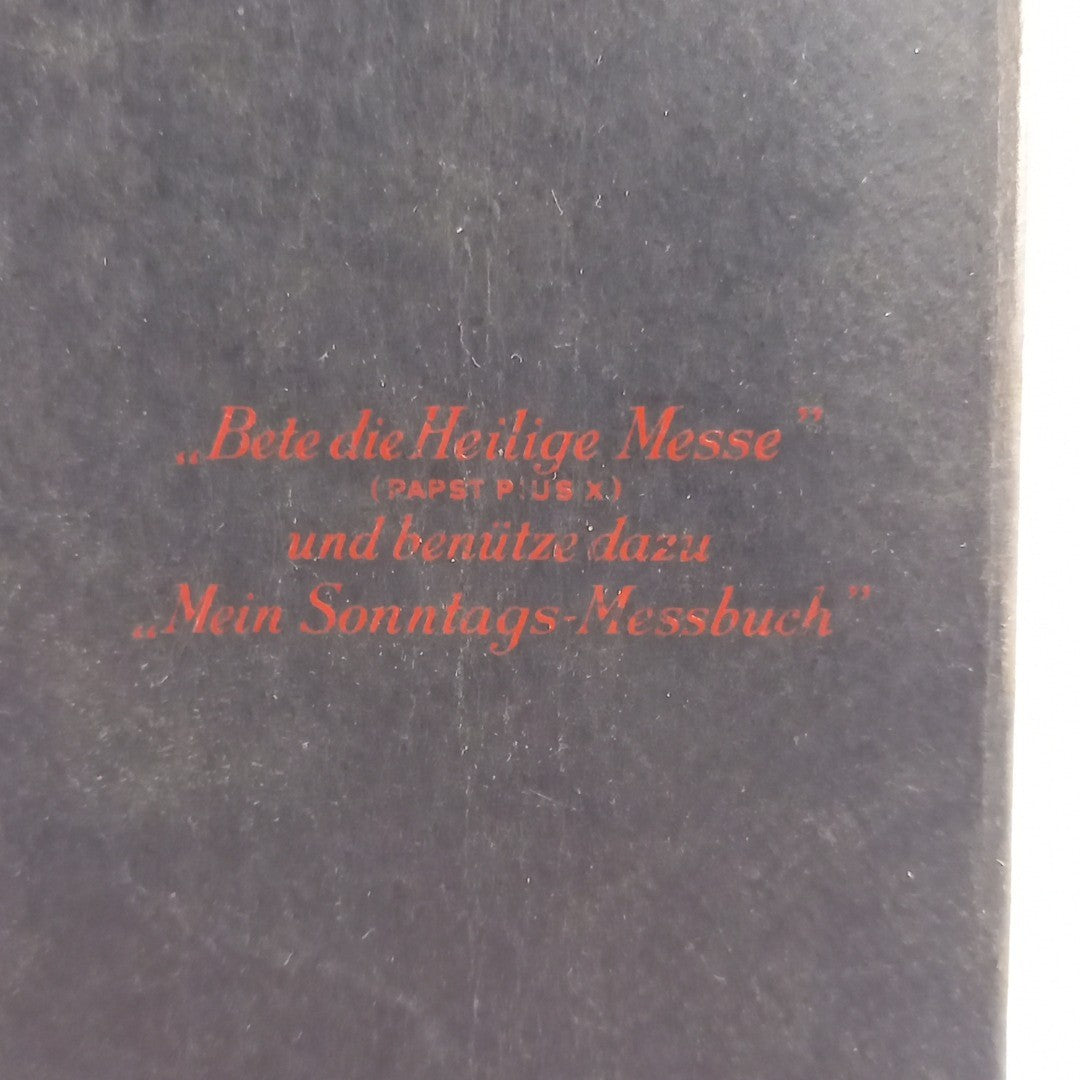 „Bete die Heilige Messe”
(PAPST PIUS X.)
und benütze dazu
„Mein Sonntags-Messbuch”